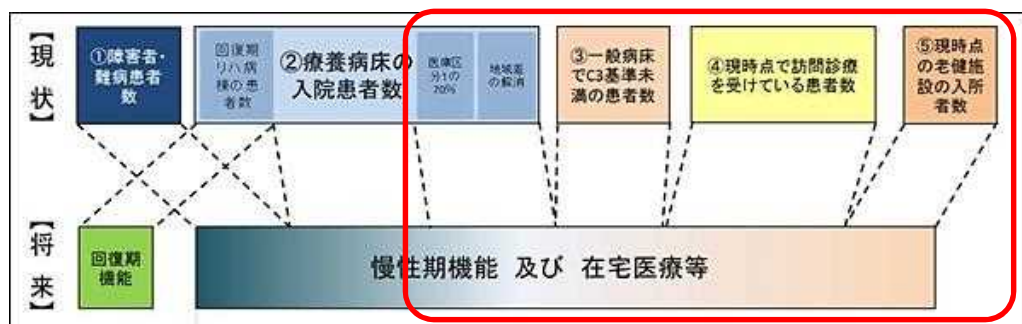 【現状】
①障害者・
難病患者
数
回復期
リハ病
棟の患
者数
②療養病床の
入院患者数
医療区
分1の
70%
地域差
の解消
③一般病床
でC3基準未
満の患者数
④現時点で訪問診療
を受けている患者数
⑤現時点
の老健施
設の入所
者数
【将来】
回復期
機能
慢性期機能 及び 在宅医療等